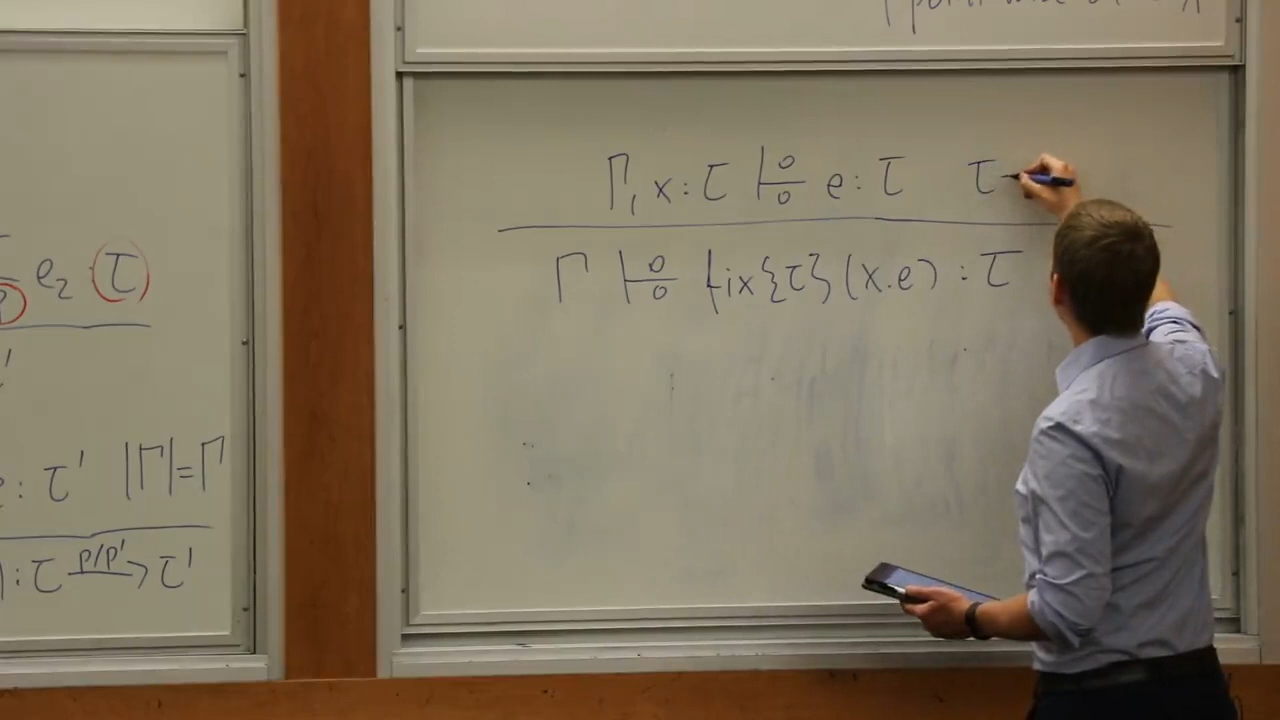 e₂ τ
Γ, x : τ ⊢⁰₀ e : τ τ =
Γ ⊢⁰₀ fix{τ}(x.e) : τ
: τ' |Γ| = Γ
) : τ —p/p'→ τ'